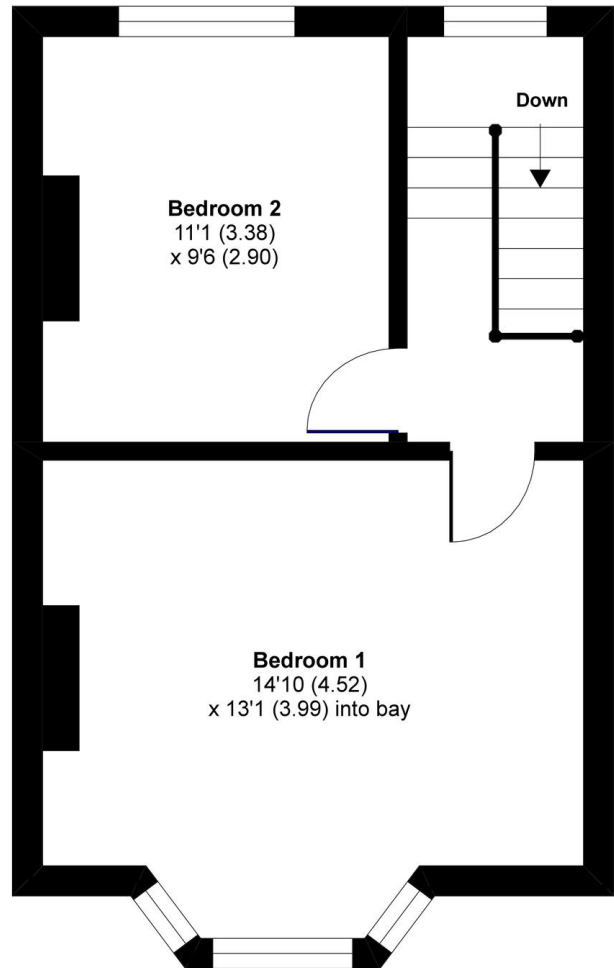 Down
Bedroom 2
11'1 (3.38)
x 9'6 (2.90)
Bedroom 1
14'10 (4.52)
x 13'1 (3.99) into bay